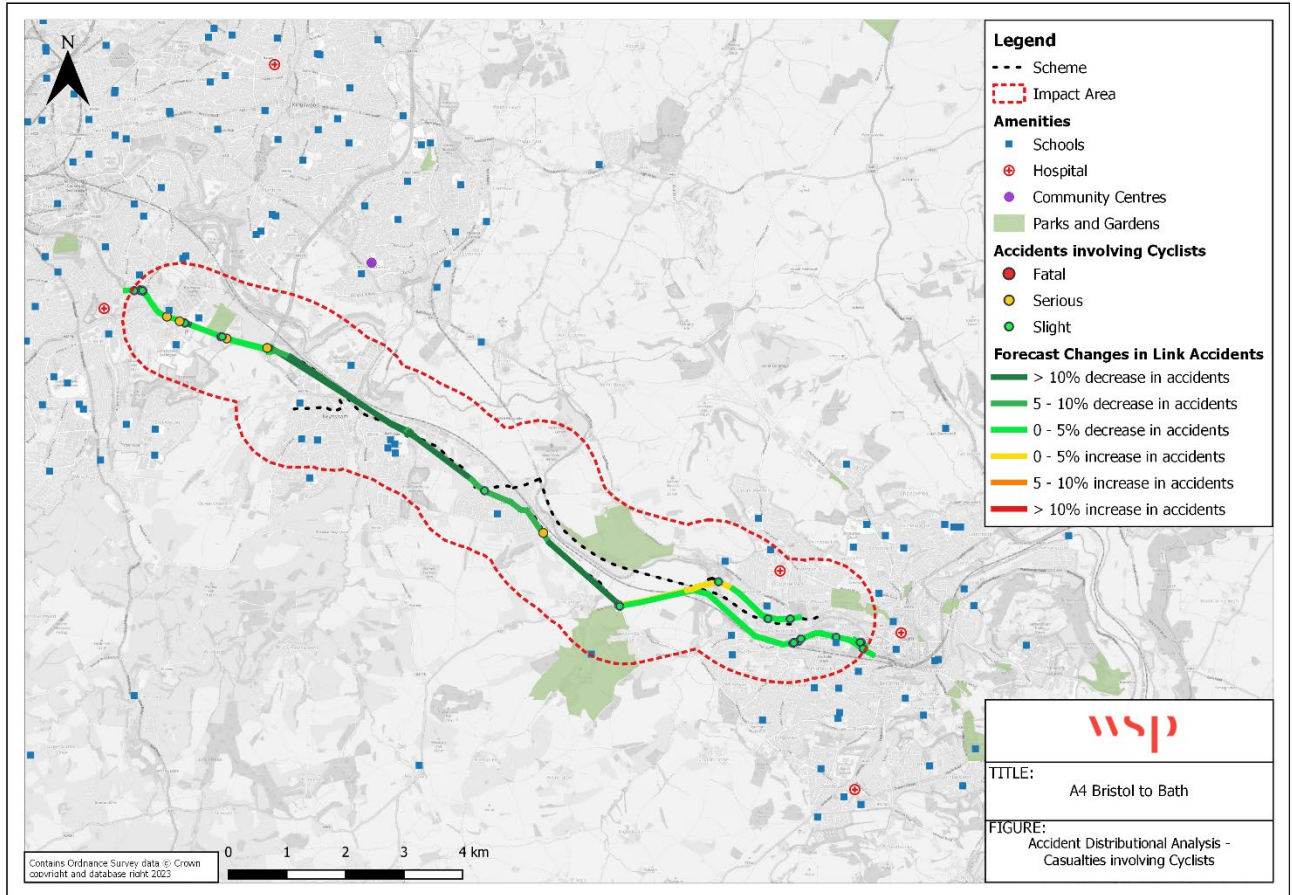 N
Legend
Scheme
Impact Area
Amenities
Schools
Hospital
Community Centres
Parks and Gardens
Accidents involving Cyclists
Fatal
Serious
Slight
Forecast Changes in Link Accidents
> 10% decrease in accidents
5 - 10% decrease in accidents
0 - 5% decrease in accidents
0 - 5% increase in accidents
5 - 10% increase in accidents
> 10% increase in accidents
wsp
TITLE:
A4 Bristol to Bath
FIGURE:
Accident Distributional Analysis -
Casualties involving Cyclists
Contains Ordnance Survey data © Crown
copyright and database right 2023
0 1 2 3 4 km